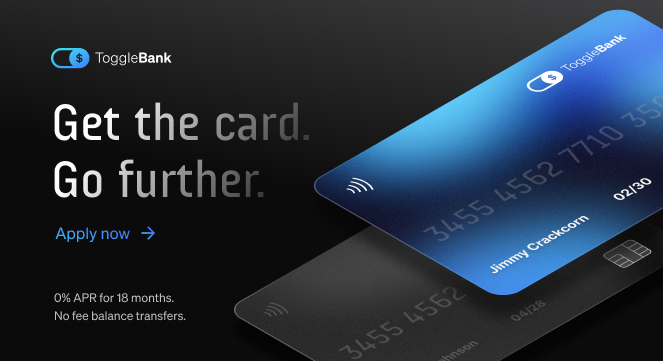 ToggleBank
Get the card.
Go further.
Apply now
0% APR for 18 months.
No fee balance transfers.
$ ToggleBank
3455 4562 7710 35
02/30
Jimmy Crackcorn
3455 4562
04/28